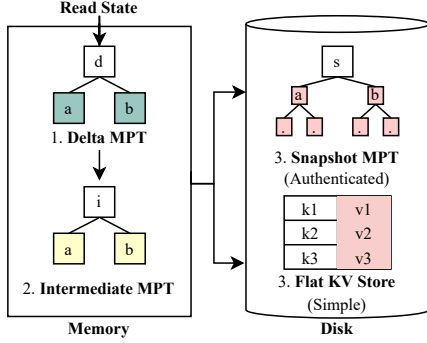 Read State
d
a b
1. Delta MPT
i
a b
2. Intermediate MPT
Memory
s
a b
. . . .
3. Snapshot MPT
(Authenticated)
k1 v1
k2 v2
k3 v3
3. Flat KV Store
(Simple)
Disk